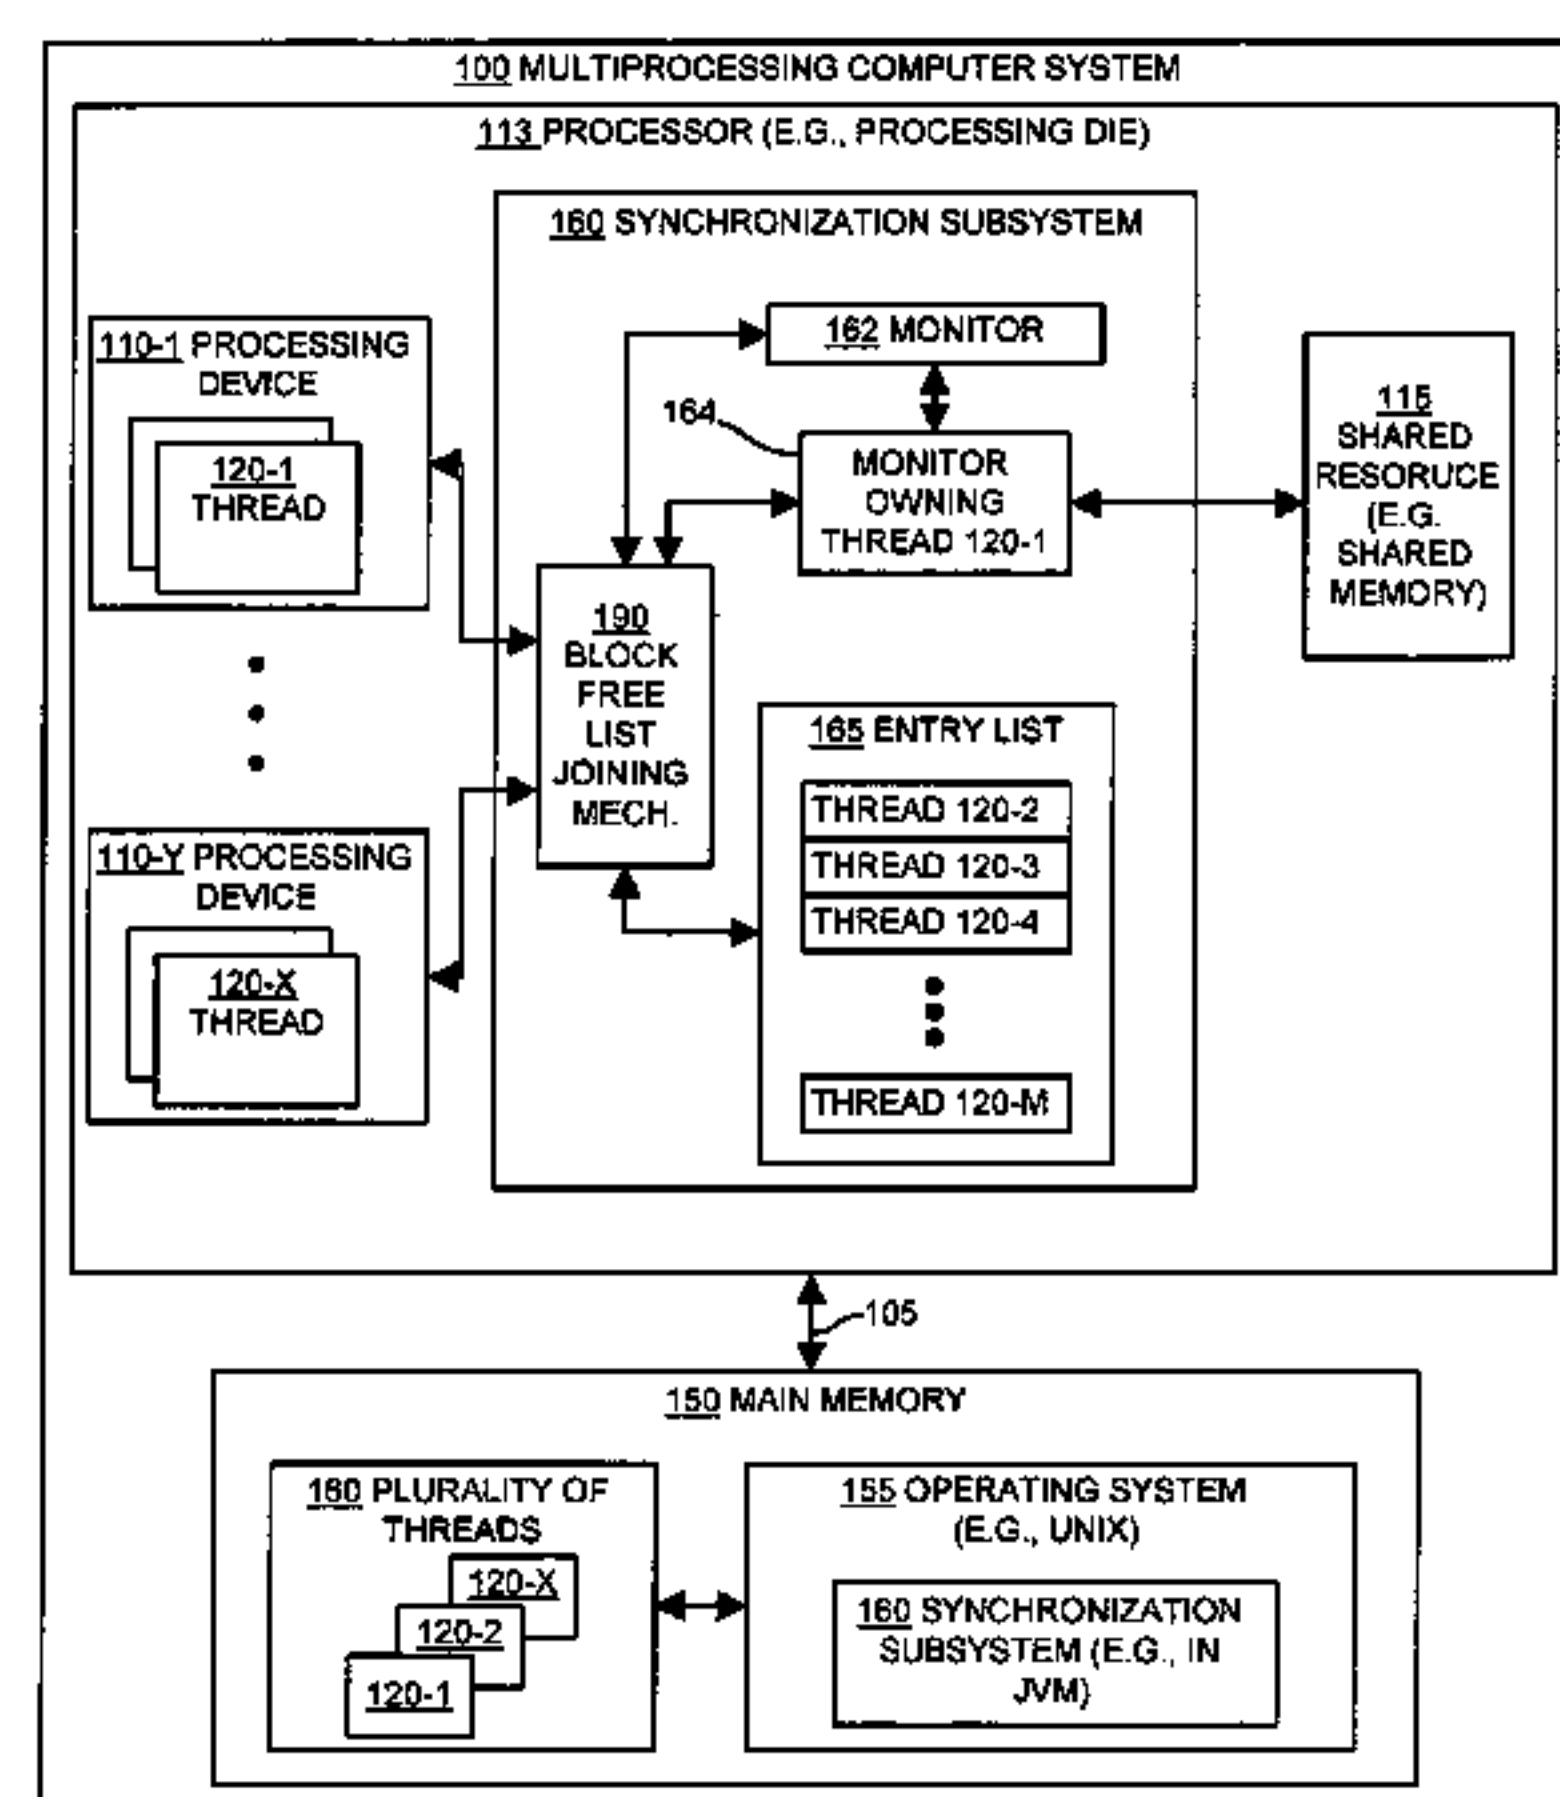 100 MULTIPROCESSING COMPUTER SYSTEM
113 PROCESSOR (E.G., PROCESSING DIE)
160 SYNCHRONIZATION SUBSYSTEM
110-1 PROCESSING
DEVICE
120-1
THREAD
162 MONITOR
164
MONITOR
OWNING
THREAD 120-1
115
SHARED
RESORUCE
(E.G.
SHARED
MEMORY)
190
BLOCK
FREE
LIST
JOINING
MECH.
165 ENTRY LIST
THREAD 120-2
THREAD 120-3
THREAD 120-4
THREAD 120-M
110-Y PROCESSING
DEVICE
120-X
THREAD
105
150 MAIN MEMORY
180 PLURALITY OF
THREADS
120-X
120-2
120-1
155 OPERATING SYSTEM
(E.G., UNIX)
160 SYNCHRONIZATION
SUBSYSTEM (E.G., IN
JVM)